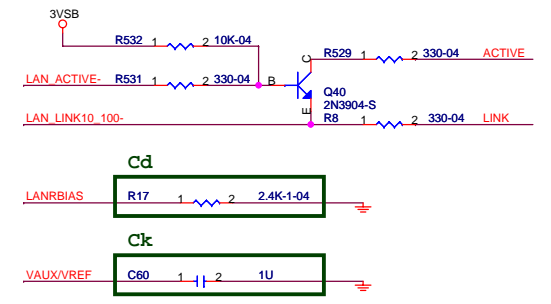 3VSB
R532 1 2 10K-04
R529 1 2 330-04 ACTIVE
C
LAN_ACTIVE- R531 1 2 330-04 B
Q40
2N3904-S
E
LAN_LINK10_100- R8 1 2 330-04 LINK
Cd
LANRBIAS R17 1 2 2.4K-1-04
Ck
VAUX/VREF C60 1 2 1U